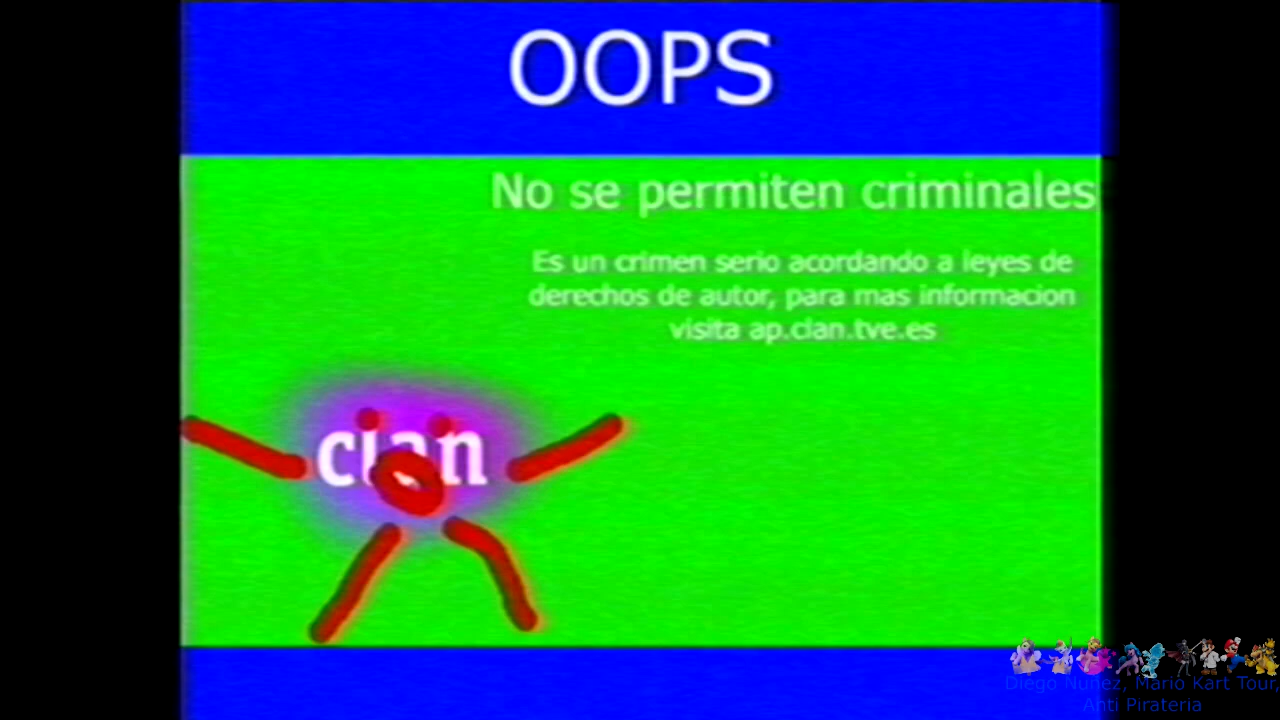 OOPS
No se permiten criminales
Es un crimen serio acordando a leyes de
derechos de autor, para mas informacion
visita ap.clan.tve.es
clan
Diego Nuñez, Mario Kart Tour,
Anti Pirateria